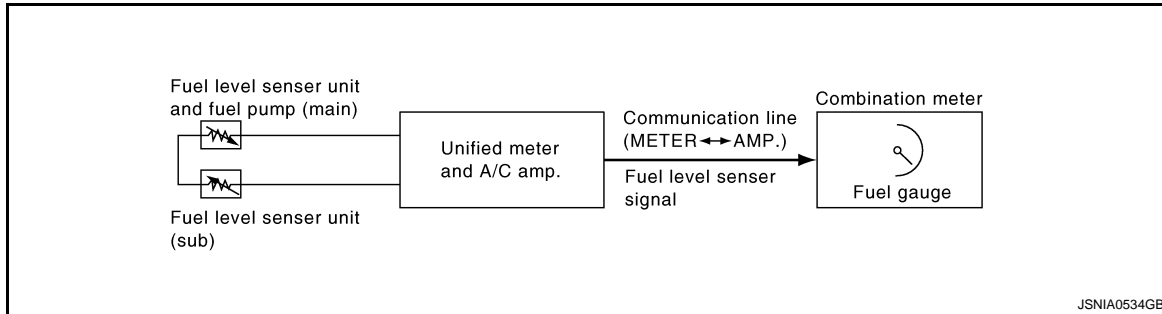 Fuel level senser unit
and fuel pump (main)
Fuel level senser unit
(sub)
Unified meter
and A/C amp.
Communication line
(METER↔AMP.)
Fuel level senser
signal
Combination meter
Fuel gauge
JSNIA0534GB